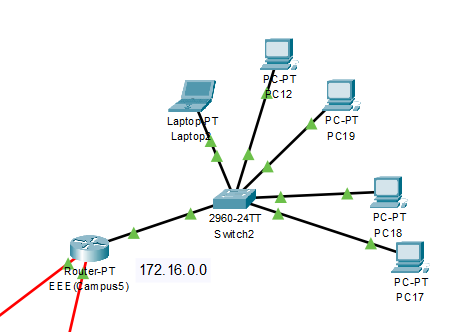 PC-PT
PC12
Laptop-PT
Laptop2
PC-PT
PC19
2960-24TT
Switch2
PC-PT
PC18
Router-PT
EEE(Campus5)
172.16.0.0
PC-PT
PC17